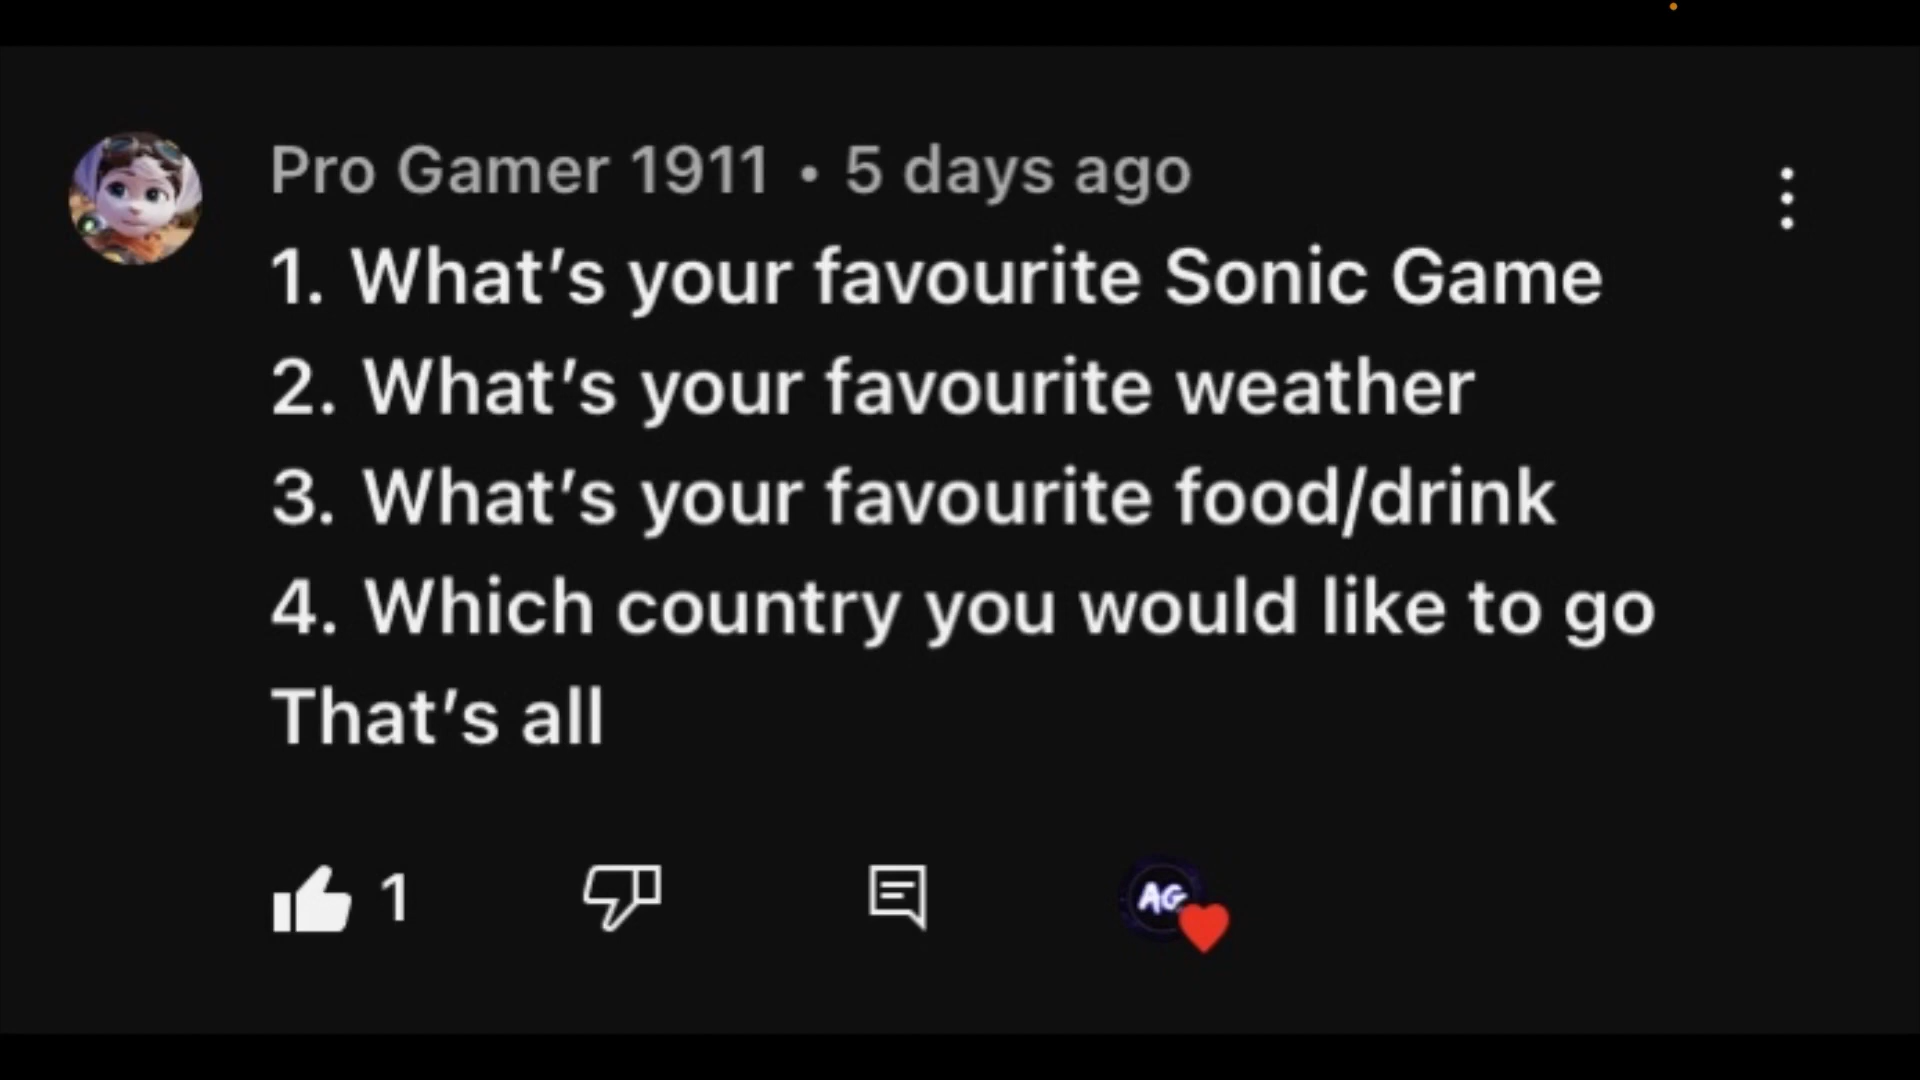 Pro Gamer 1911 • 5 days ago
1. What's your favourite Sonic Game
2. What's your favourite weather
3. What's your favourite food/drink
4. Which country you would like to go
That's all
1
AG